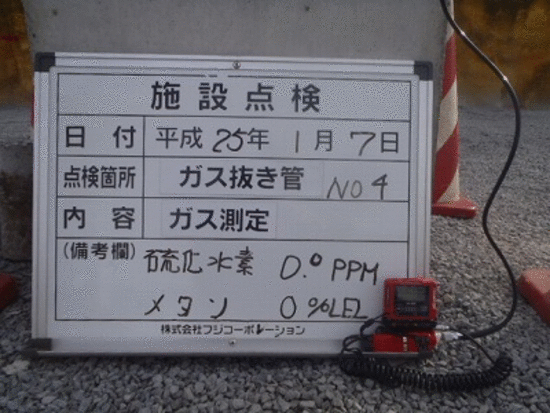 施設点検
日付 平成25年1月7日
点検箇所 ガス抜き管 NO4
内容 ガス測定
(備考欄) 硫化水素 0.0 PPM
メタン 0 %LEL
株式会社フジコーポレーション